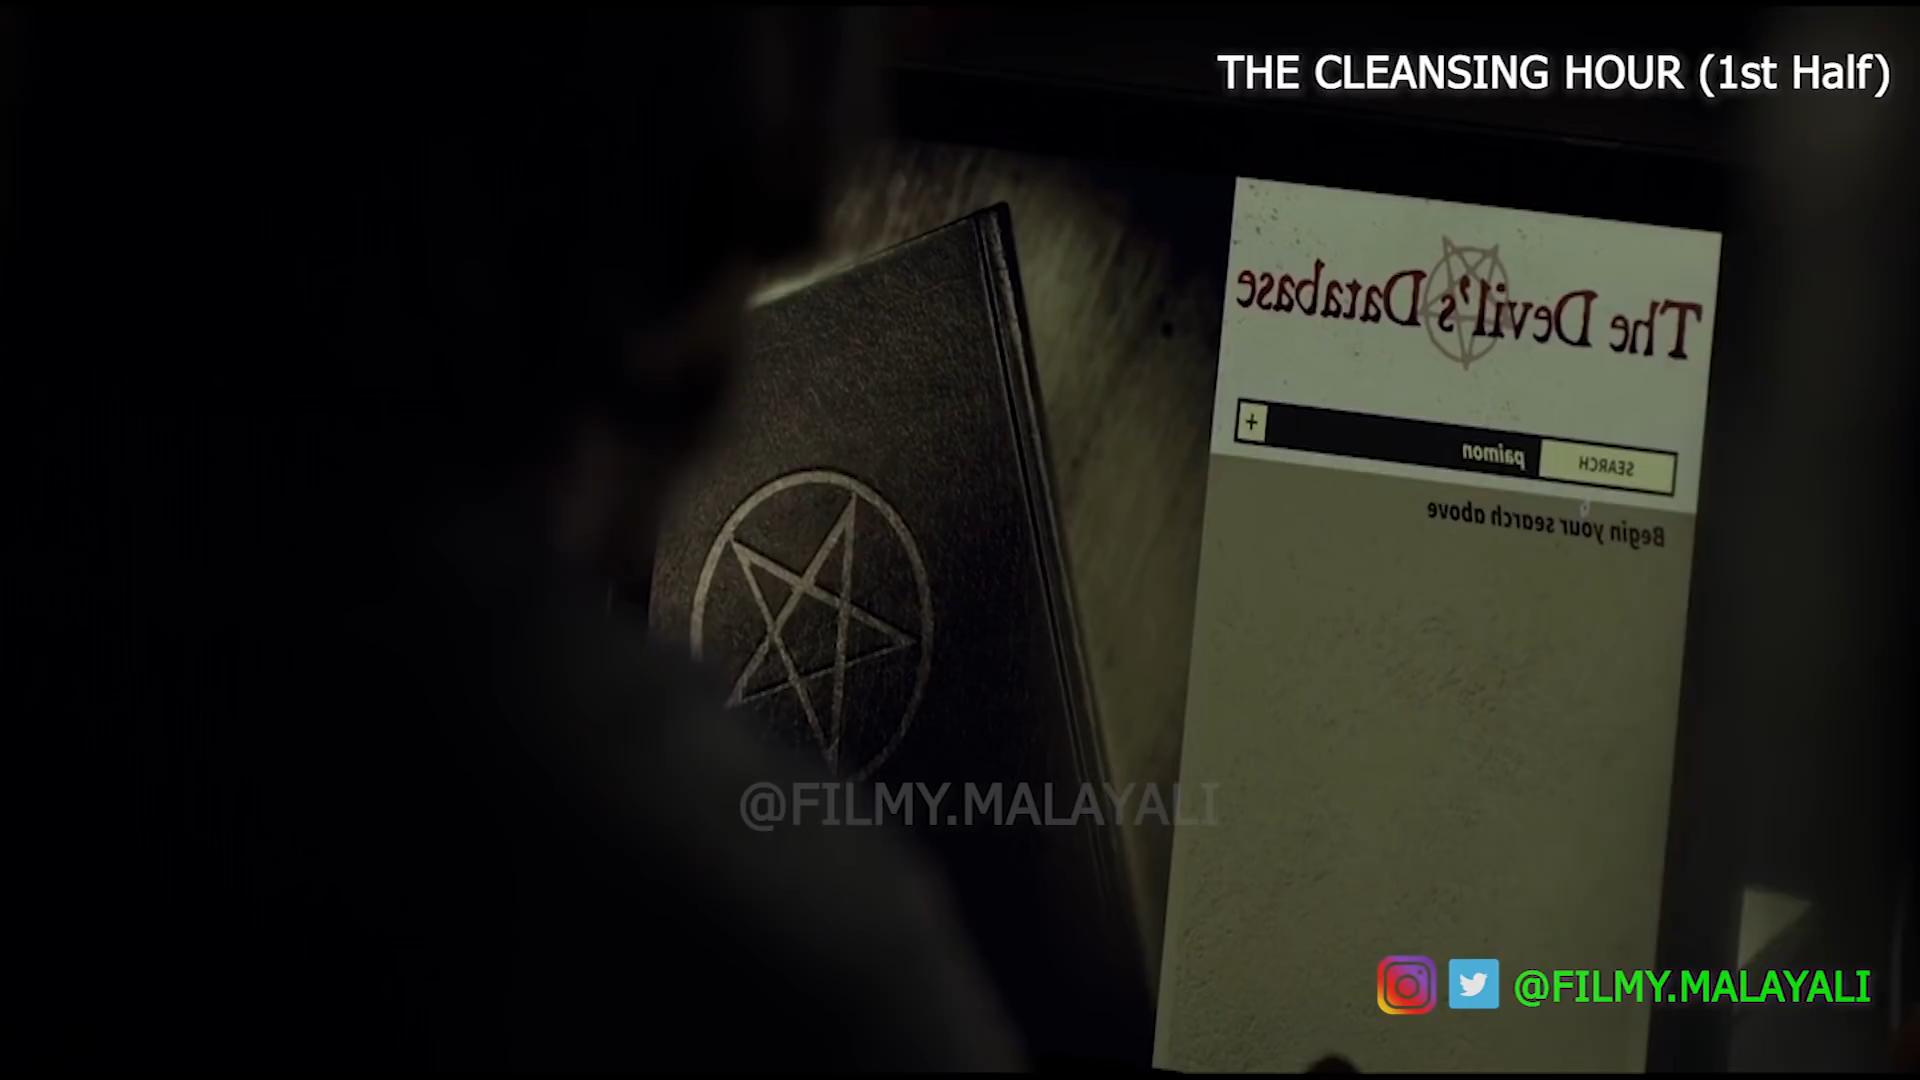 THE CLEANSING HOUR (1st Half)
The Devil's Database
SEARCH paimon +
Begin your search above
@FILMY.MALAYALI
@FILMY.MALAYALI